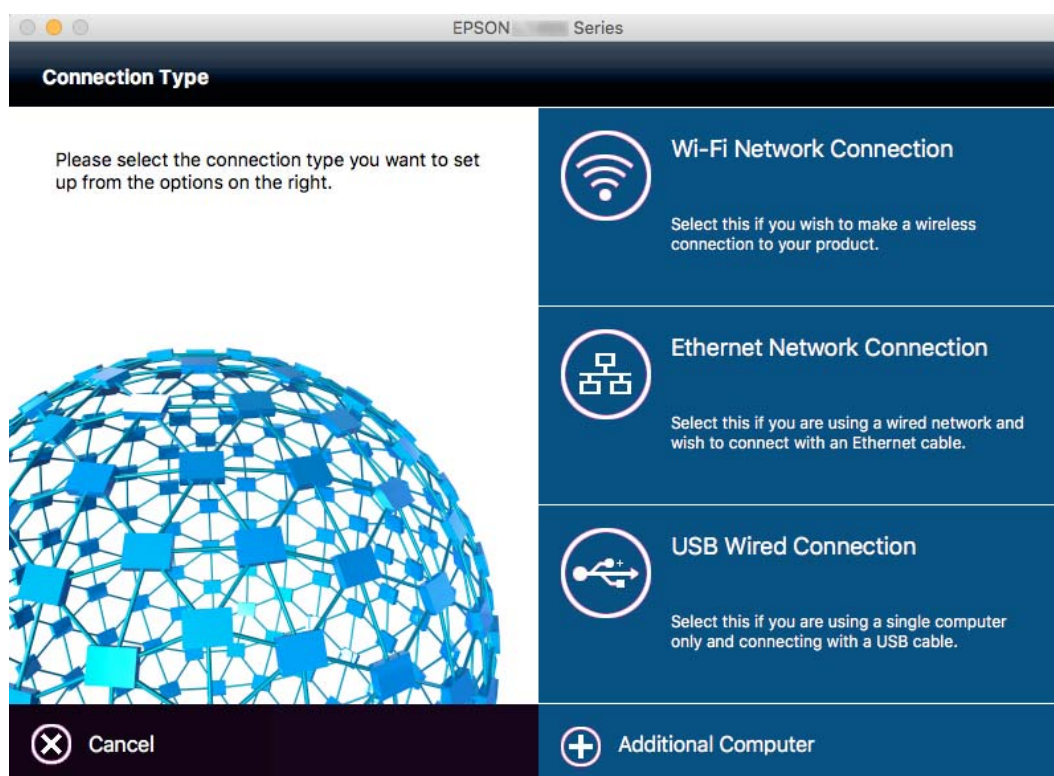 EPSON Series
Connection Type
Please select the connection type you want to set
up from the options on the right.
Wi-Fi Network Connection
Select this if you wish to make a wireless
connection to your product.
Ethernet Network Connection
Select this if you are using a wired network and
wish to connect with an Ethernet cable.
USB Wired Connection
Select this if you are using a single computer
only and connecting with a USB cable.
Cancel
Additional Computer